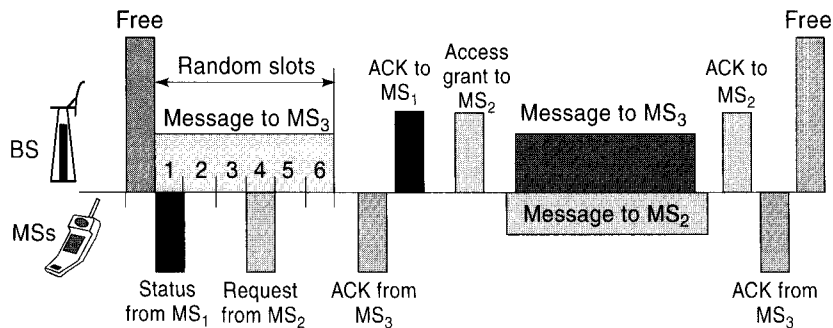 Free
Free
Random slots
ACK to
MS1
Access
grant to
MS2
ACK to
MS2
Message to MS3
Message to MS3
BS
1 2 3 4 5 6
MSs
Message to MS2
Status
from MS1
Request
from MS2
ACK from
MS3
ACK from
MS3